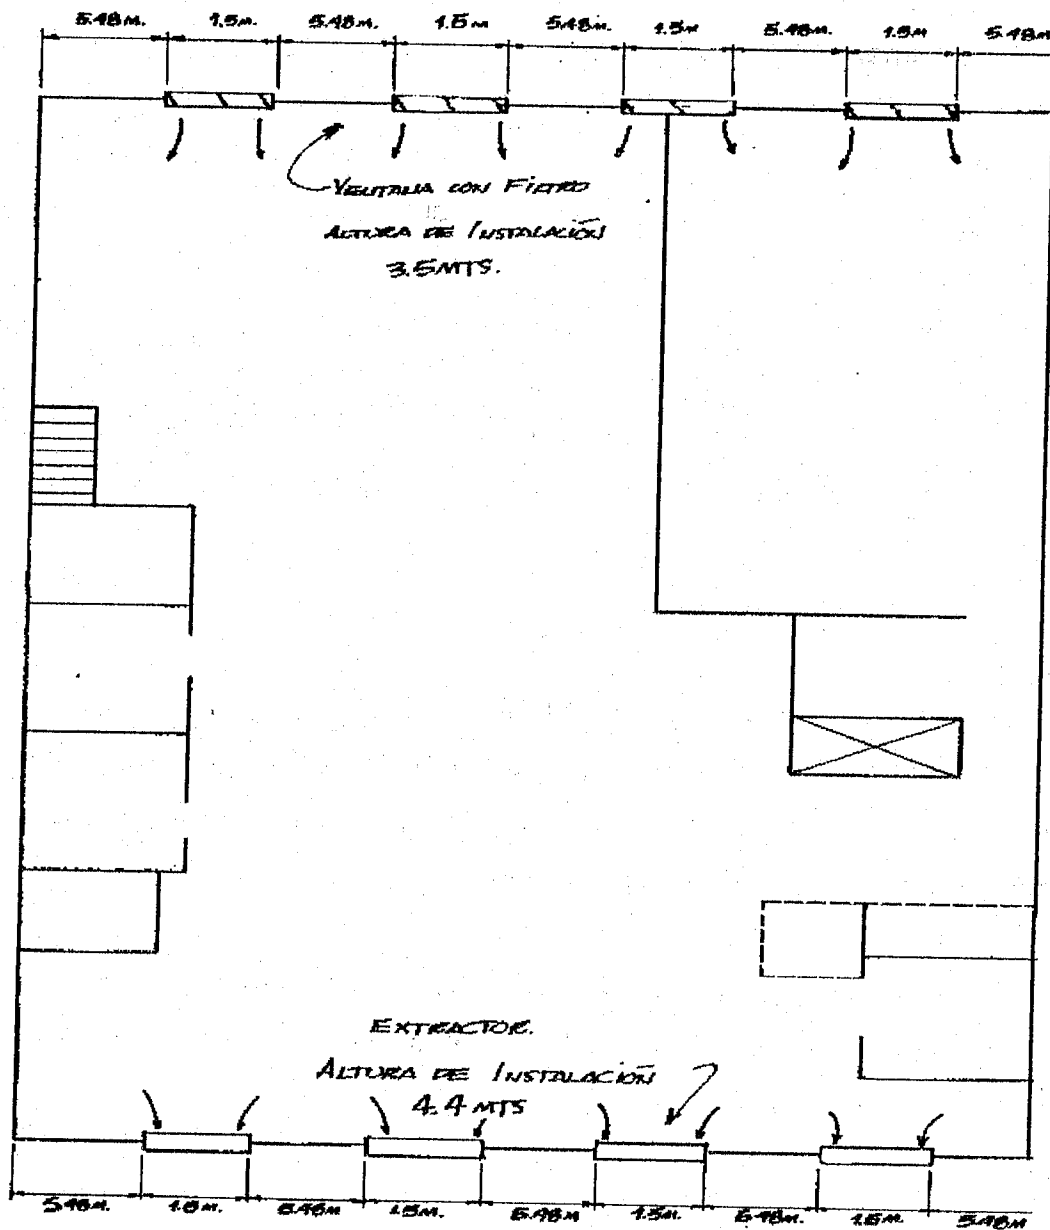 5.48M. 1.5M. 5.48M. 1.5M 5.48M. 1.5M 5.48M. 1.5M 5.48M
VENTANA CON FILTRO
ALTURA DE INSTALACIÓN
3.5MTS.
EXTRACTOR.
ALTURA DE INSTALACIÓN
4.4 MTS
5.48M. 1.5M. 5.48M 1.5M. 5.48M 1.5M. 5.48M. 1.5M. 5.48M